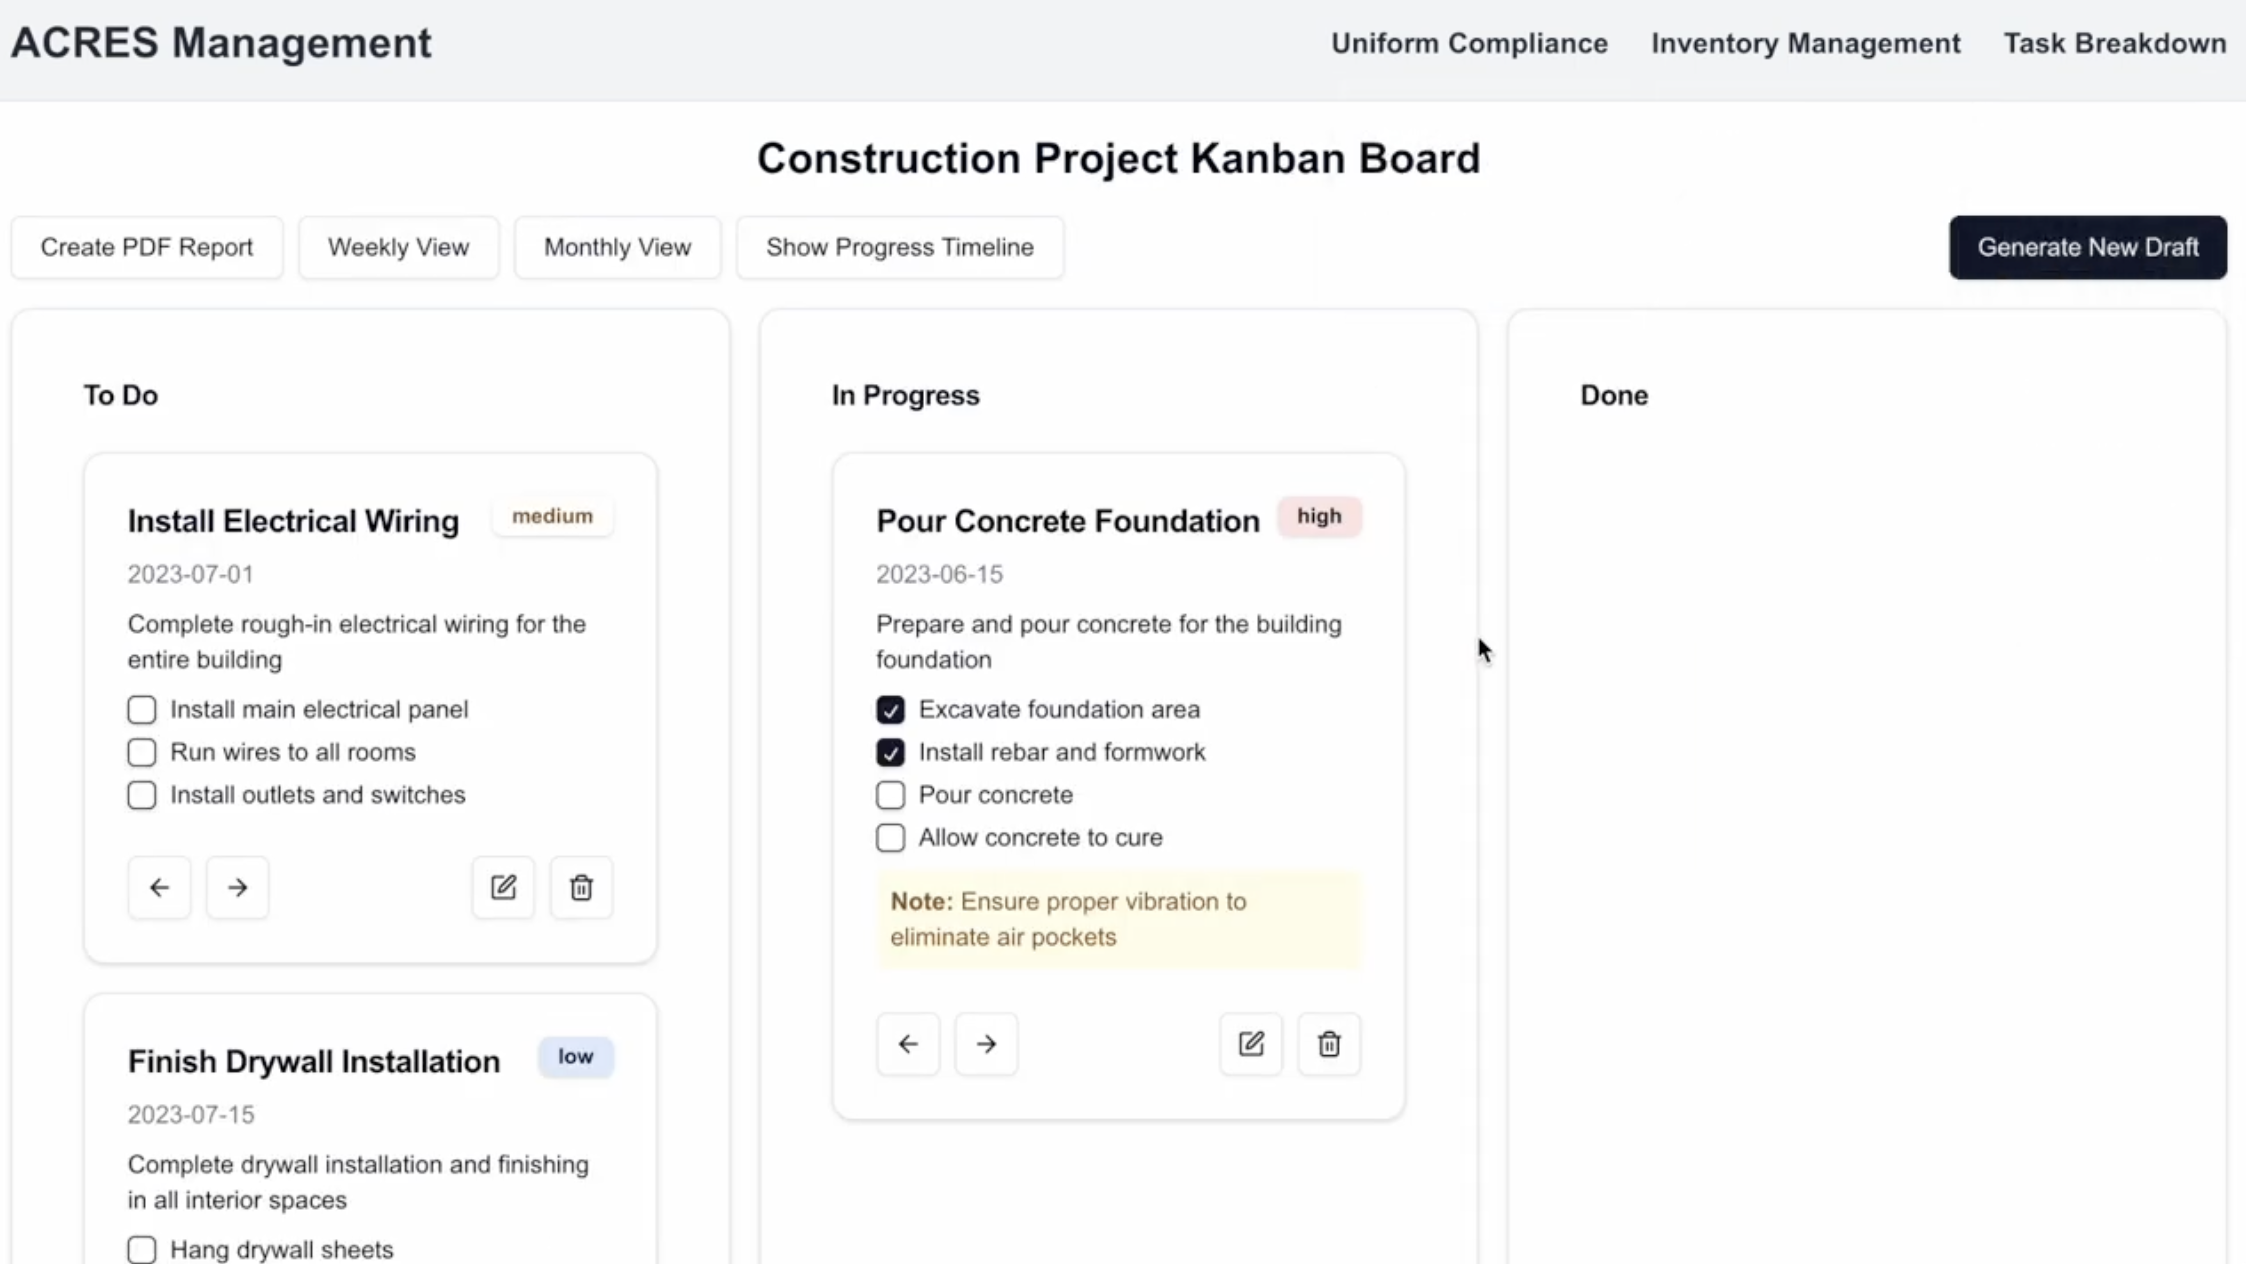 ACRES Management
Uniform Compliance
Inventory Management
Task Breakdown
Construction Project Kanban Board
Create PDF Report
Weekly View
Monthly View
Show Progress Timeline
Generate New Draft
To Do
Install Electrical Wiring
medium
2023-07-01
Complete rough-in electrical wiring for the
entire building
Install main electrical panel
Run wires to all rooms
Install outlets and switches
Finish Drywall Installation
low
2023-07-15
Complete drywall installation and finishing
in all interior spaces
Hang drywall sheets
In Progress
Pour Concrete Foundation
high
2023-06-15
Prepare and pour concrete for the building
foundation
Excavate foundation area
Install rebar and formwork
Pour concrete
Allow concrete to cure
Note: Ensure proper vibration to
eliminate air pockets
Done